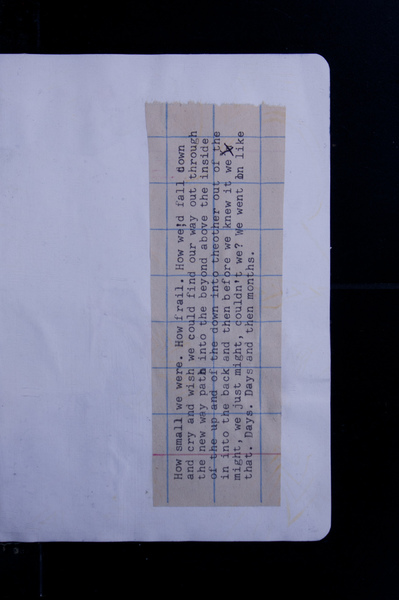 How small we were. How frail. How we'd fall down
and cry and wish we could find our way out through
the new way path into the beyond above the inside
of the up and of the down into theother out of the
in into the back and then before we knew it we
might, we just might, couldn't we? We went on like
that. Days. Days and then months.